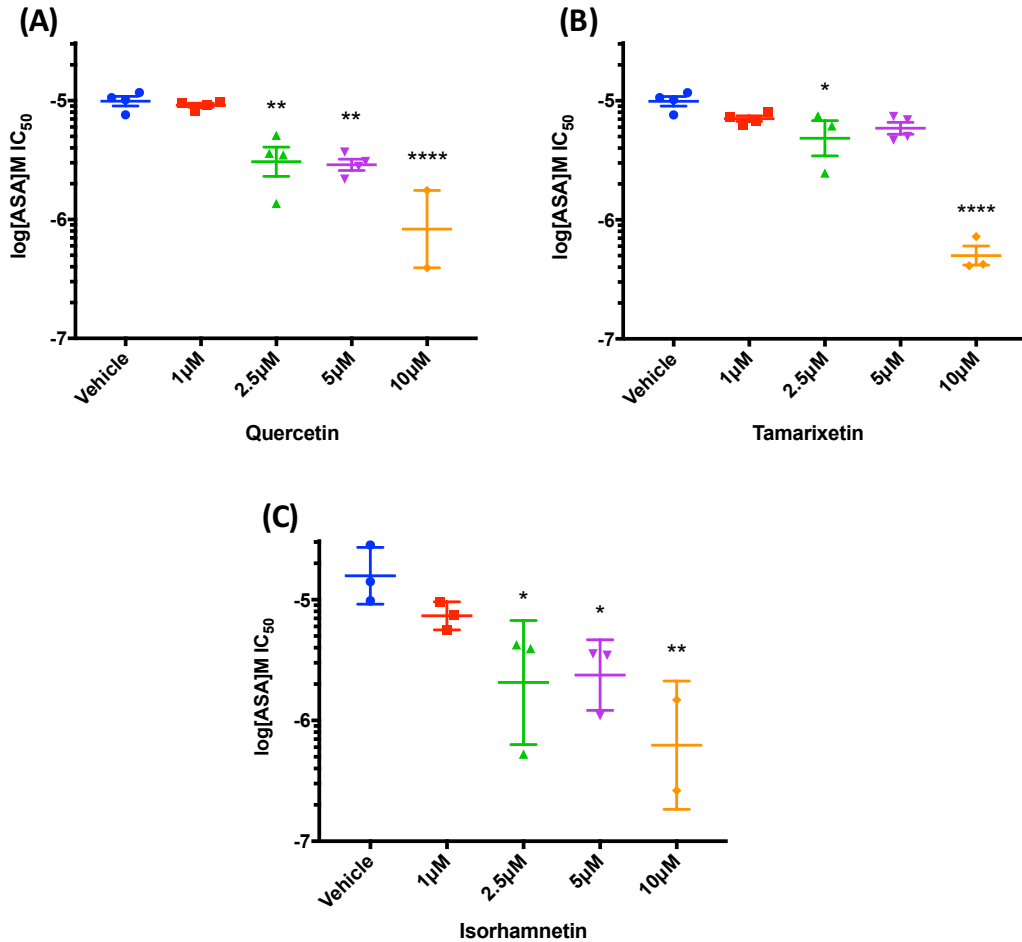 (A)
log[ASA]M IC50
-5
-6
-7
**
**
****
Vehicle
1µM
2.5µM
5µM
10µM
Quercetin
(B)
log[ASA]M IC50
-5
-6
-7
*
****
Vehicle
1µM
2.5µM
5µM
10µM
Tamarixetin
(C)
log[ASA]M IC50
-5
-6
-7
*
*
**
Vehicle
1µM
2.5µM
5µM
10µM
Isorhamnetin